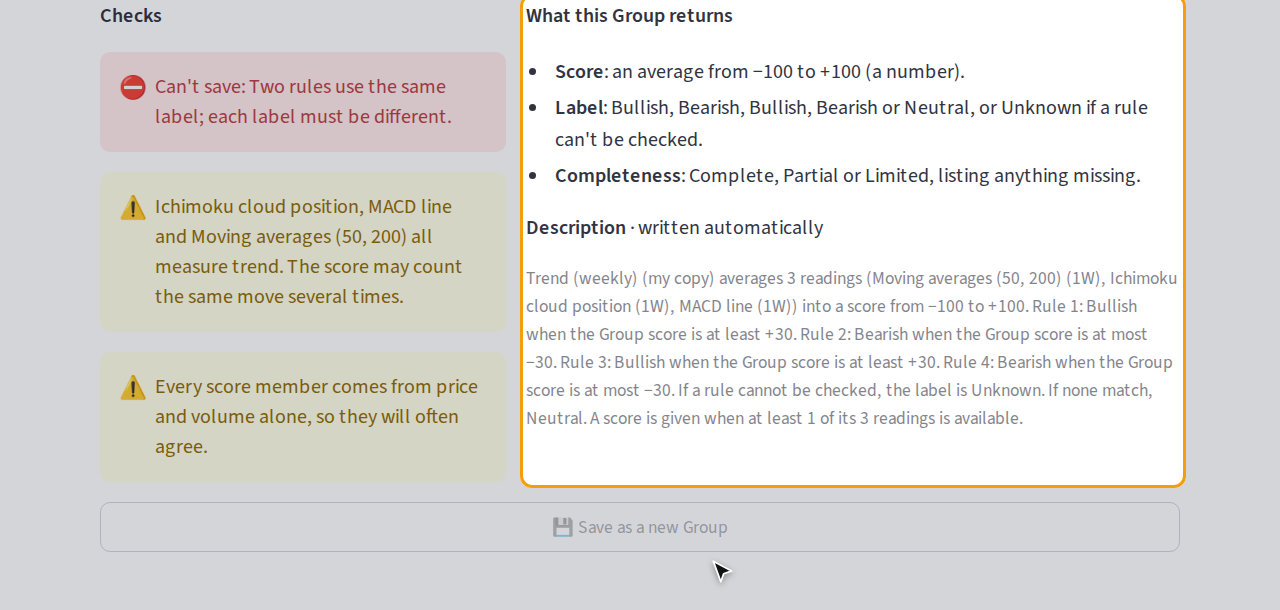 Checks
⛔ Can't save: Two rules use the same
label; each label must be different.
⚠️ Ichimoku cloud position, MACD line
and Moving averages (50, 200) all
measure trend. The score may count
the same move several times.
⚠️ Every score member comes from price
and volume alone, so they will often
agree.
What this Group returns
• Score: an average from −100 to +100 (a number).
• Label: Bullish, Bearish, Bullish, Bearish or Neutral, or Unknown if a rule
can't be checked.
• Completeness: Complete, Partial or Limited, listing anything missing.
Description · written automatically
Trend (weekly) (my copy) averages 3 readings (Moving averages (50, 200) (1W), Ichimoku
cloud position (1W), MACD line (1W)) into a score from −100 to +100. Rule 1: Bullish
when the Group score is at least +30. Rule 2: Bearish when the Group score is at most
−30. Rule 3: Bullish when the Group score is at least +30. Rule 4: Bearish when the Group
score is at most −30. If a rule cannot be checked, the label is Unknown. If none match,
Neutral. A score is given when at least 1 of its 3 readings is available.
💾 Save as a new Group